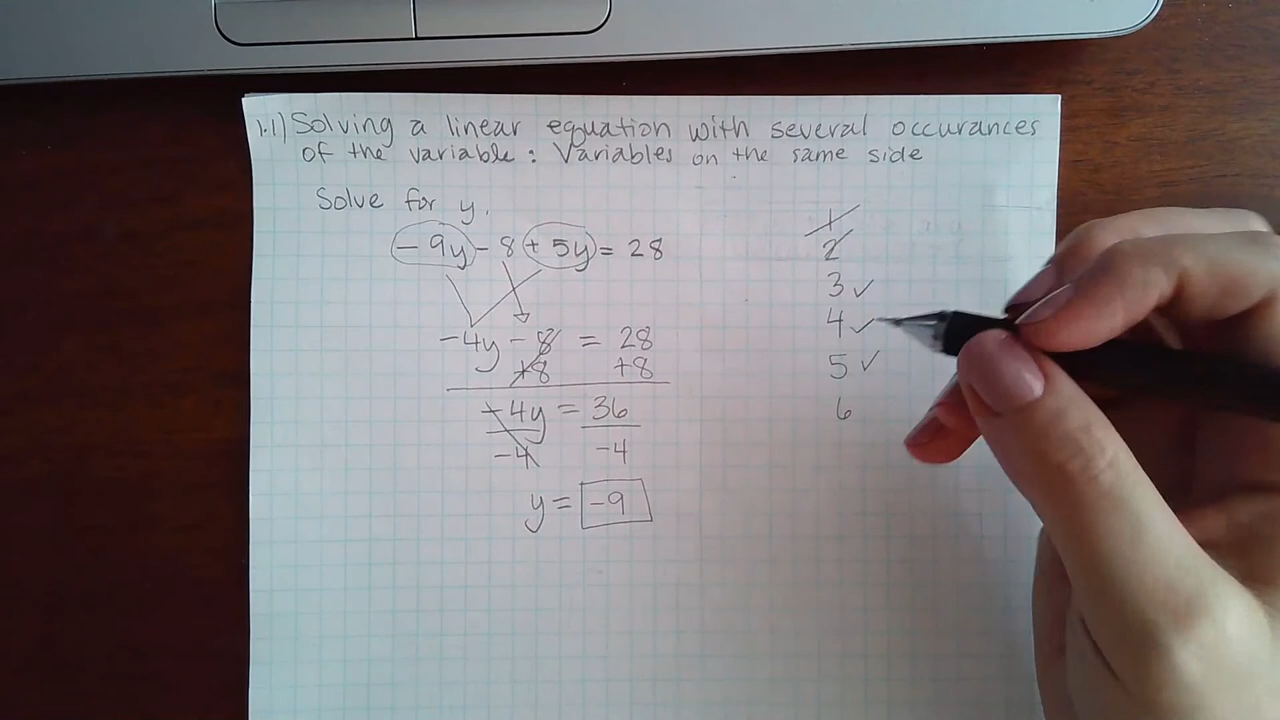 1.1) Solving a linear equation with several occurances
of the variable: Variables on the same side
Solve for y.
-9y - 8 + 5y = 28
-4y - 8 = 28
+8 +8
-4y = 36
-4 -4
y = -9
1
2
3 ✓
4 ✓
5 ✓
6